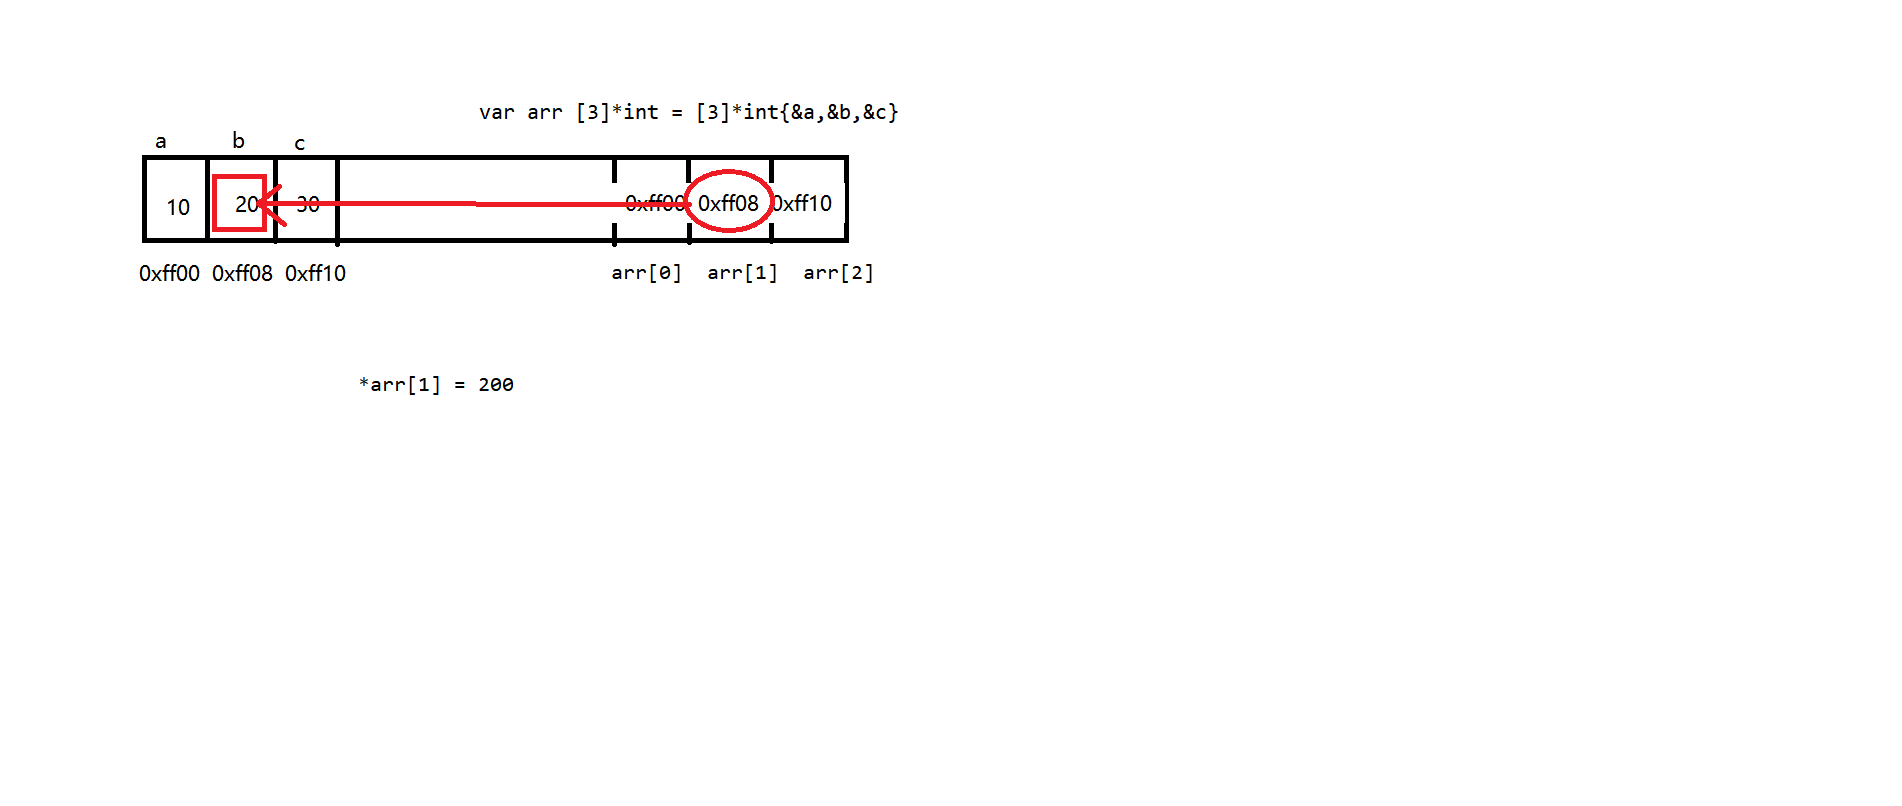 var arr [3]*int = [3]*int{&a,&b,&c}
a b c
10 20 30 0xff00 0xff08 0xff10
0xff00 0xff08 0xff10 arr[0] arr[1] arr[2]
*arr[1] = 200